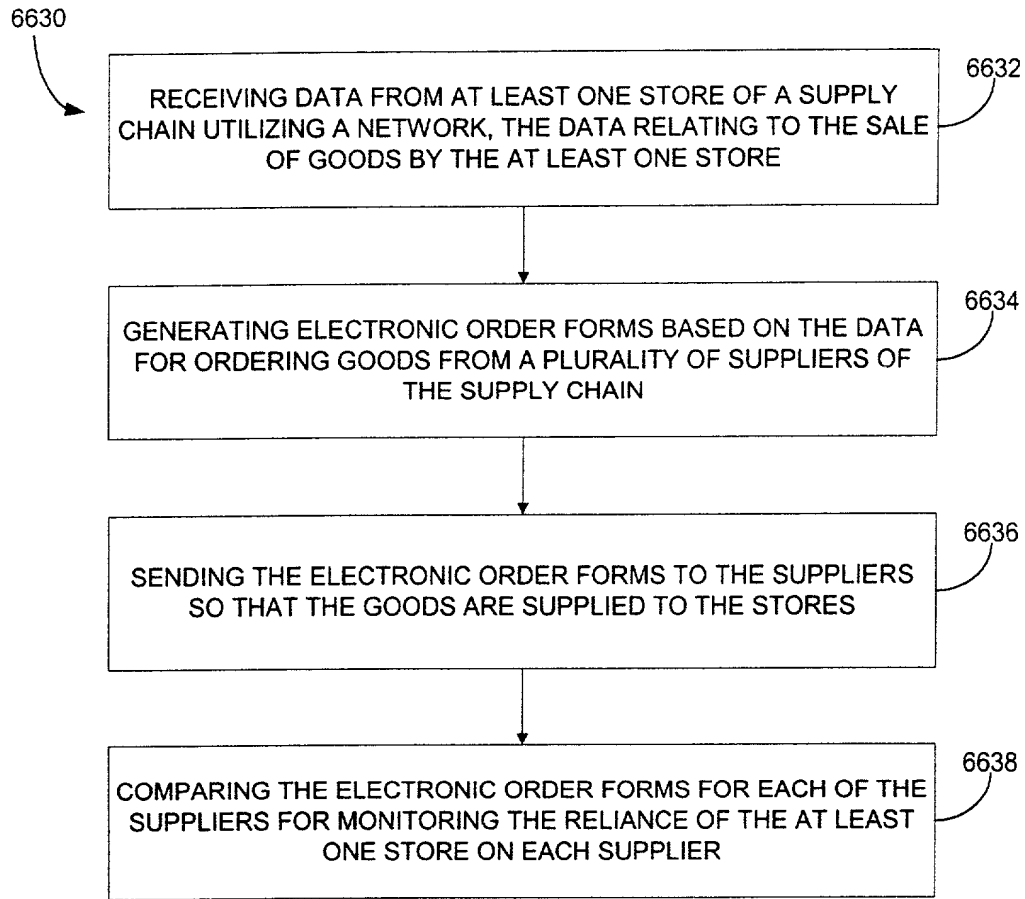 6630
6632
RECEIVING DATA FROM AT LEAST ONE STORE OF A SUPPLY
CHAIN UTILIZING A NETWORK, THE DATA RELATING TO THE SALE
OF GOODS BY THE AT LEAST ONE STORE
6634
GENERATING ELECTRONIC ORDER FORMS BASED ON THE DATA
FOR ORDERING GOODS FROM A PLURALITY OF SUPPLIERS OF
THE SUPPLY CHAIN
6636
SENDING THE ELECTRONIC ORDER FORMS TO THE SUPPLIERS
SO THAT THE GOODS ARE SUPPLIED TO THE STORES
6638
COMPARING THE ELECTRONIC ORDER FORMS FOR EACH OF THE
SUPPLIERS FOR MONITORING THE RELIANCE OF THE AT LEAST
ONE STORE ON EACH SUPPLIER